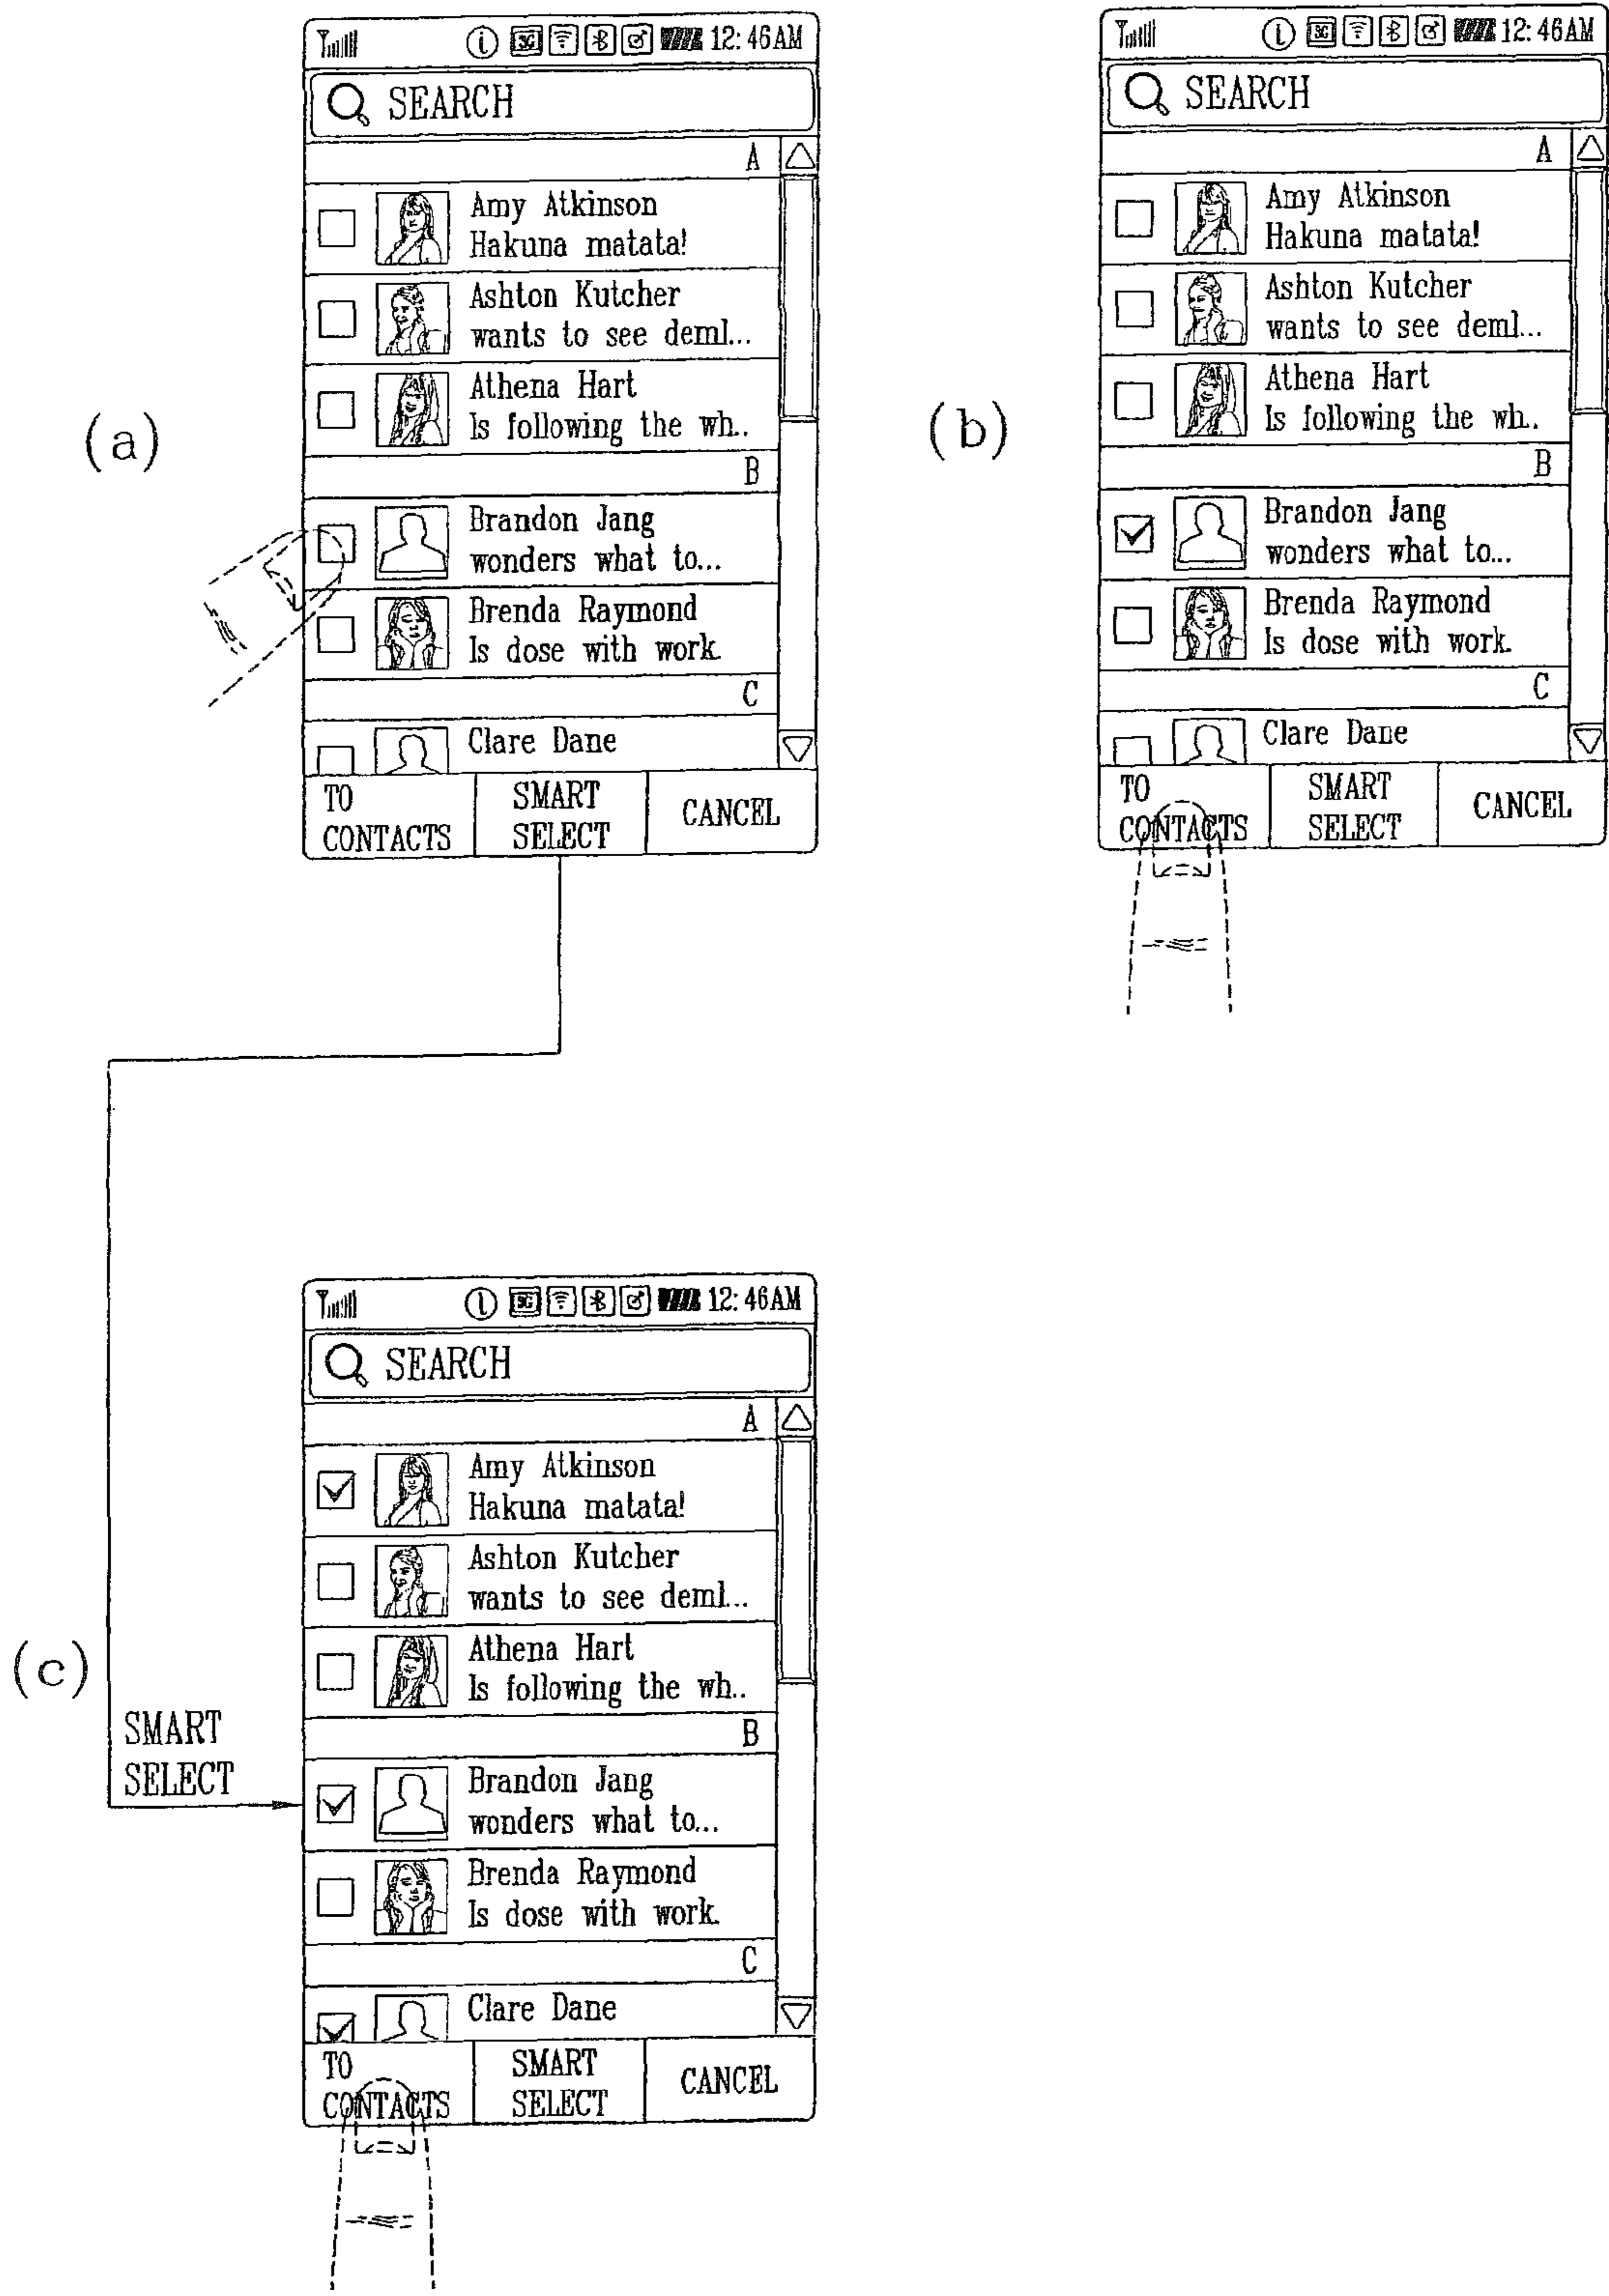 (a)
12:46AM
SEARCH
A
Amy Atkinson
Hakuna matata!
Ashton Kutcher
wants to see deml...
Athena Hart
Is following the wh..
B
Brandon Jang
wonders what to...
Brenda Raymond
Is dose with work.
C
Clare Dane
TO
CONTACTS
SMART
SELECT
CANCEL
(b)
12:46AM
SEARCH
A
Amy Atkinson
Hakuna matata!
Ashton Kutcher
wants to see deml...
Athena Hart
Is following the wh.
B
Brandon Jang
wonders what to...
Brenda Raymond
Is dose with work.
C
Clare Dane
TO
CONTACTS
SMART
SELECT
CANCEL
(c)
SMART
SELECT
12:46AM
SEARCH
A
Amy Atkinson
Hakuna matata!
Ashton Kutcher
wants to see deml...
Athena Hart
Is following the wh..
B
Brandon Jang
wonders what to...
Brenda Raymond
Is dose with work.
C
Clare Dane
TO
CONTACTS
SMART
SELECT
CANCEL